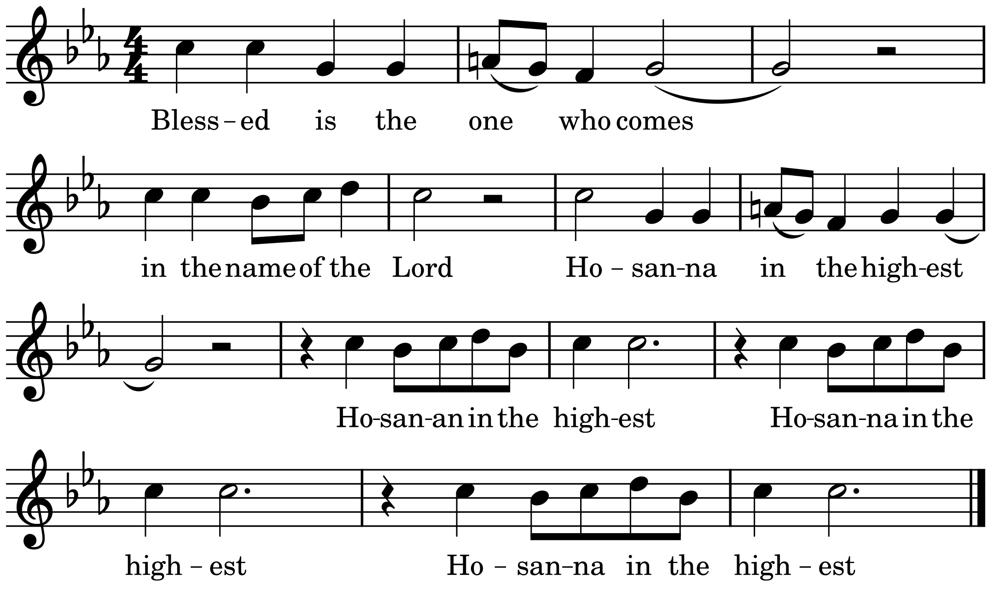 Bless – ed is the one who comes
in the name of the Lord Ho – san-na in the high-est
Ho-san-an in the high-est Ho-san-na in the
high – est Ho – san-na in the high – est